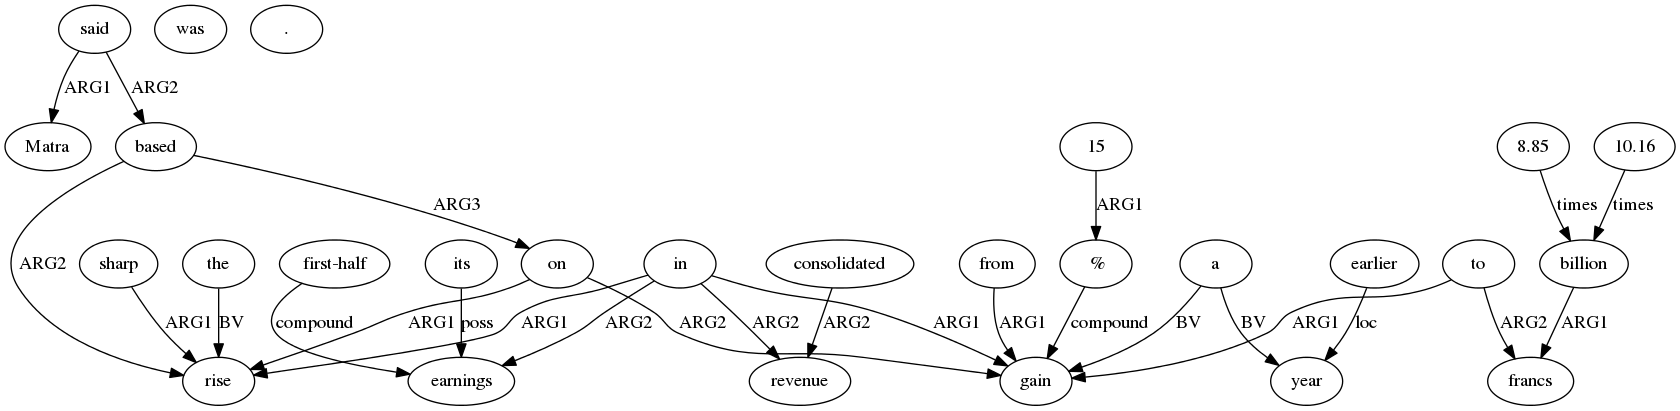 said was .
ARG1 ARG2
Matra based 15 8.85 10.16
ARG3 ARG1 times times
sharp the first-half its on in consolidated from % a earlier to billion
ARG2
ARG1 BV compound poss ARG1 ARG1 ARG2 ARG2 ARG2 ARG2 ARG1 ARG1 compound BV BV loc ARG1 ARG2 ARG1
rise earnings revenue gain year francs